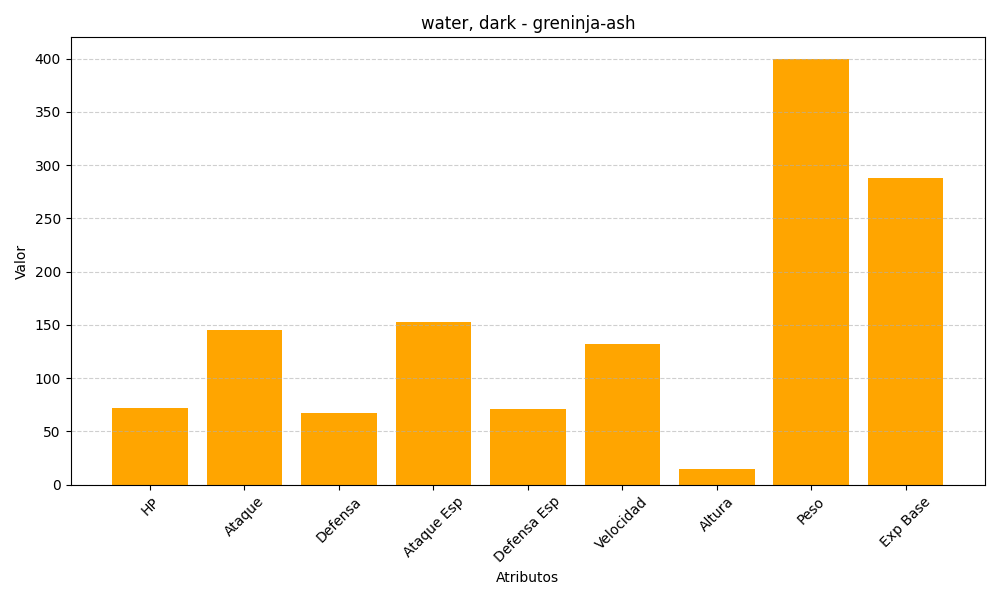 water, dark - greninja-ash
400
350
300
250
200
150
100
50
0
Valor
HP
Ataque
Defensa
Ataque Esp
Defensa Esp
Velocidad
Altura
Peso
Exp Base
Atributos